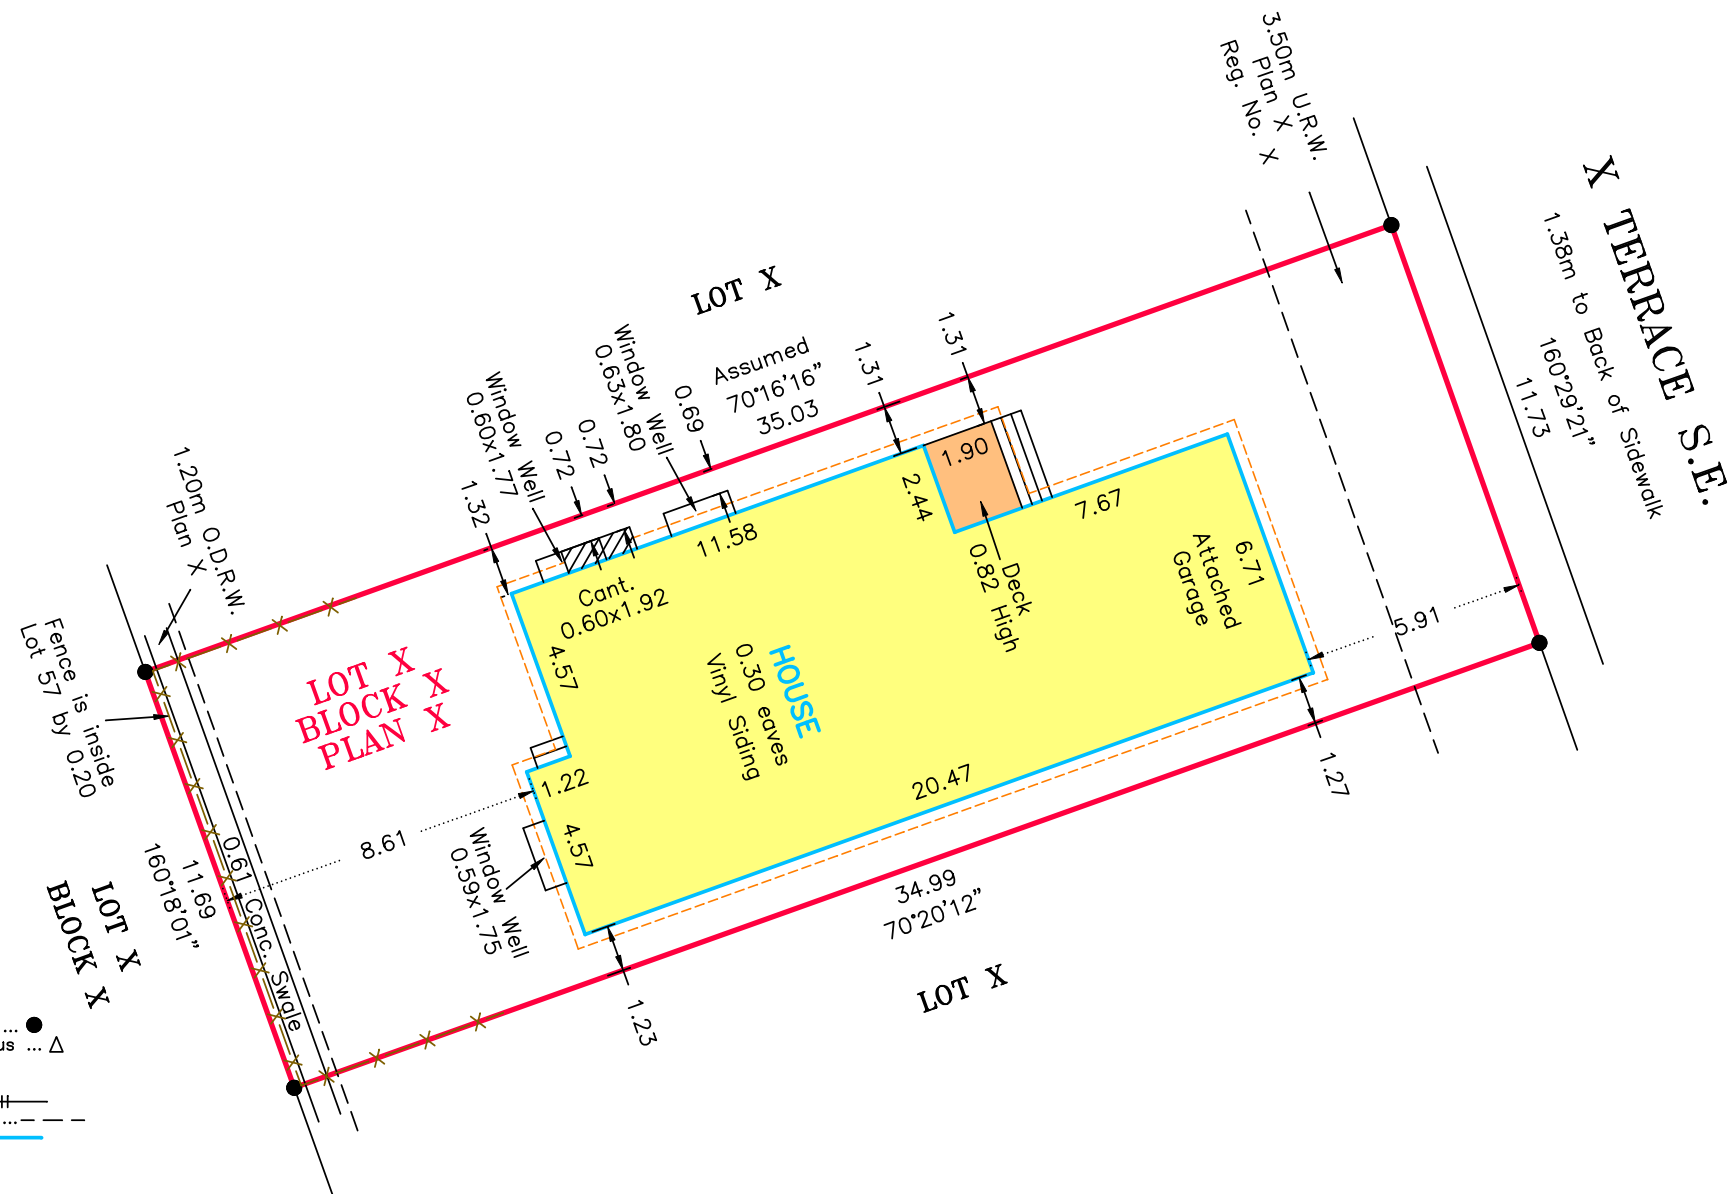 3.50m U.R.W.
Plan X
Reg. No. X
X TERRACE S.E.
1.38m to Back of Sidewalk
160°29'21"
11.73
LOT X
Assumed
70°16'16"
35.03
1.31
1.31
Window Well
0.63x1.80
0.69
Window Well
0.60x1.77
0.72
0.72
1.32
1.20m O.D.R.W.
Plan X
Fence is inside
Lot 57 by 0.20
LOT X
BLOCK X
PLAN X
11.58
Cant.
0.60x1.92
4.57
2.44
1.90
7.67
Deck
0.82 High
Attached
Garage
6.71
5.91
HOUSE
0.30 eaves
Vinyl Siding
1.22
4.57
20.47
8.61
Window Well
0.59x1.75
1.27
1.23
34.99
70°20'12"
LOT X
0.61 Conc. Swale
11.69
160°18'01"
LOT X
BLOCK X
...
us ...
...